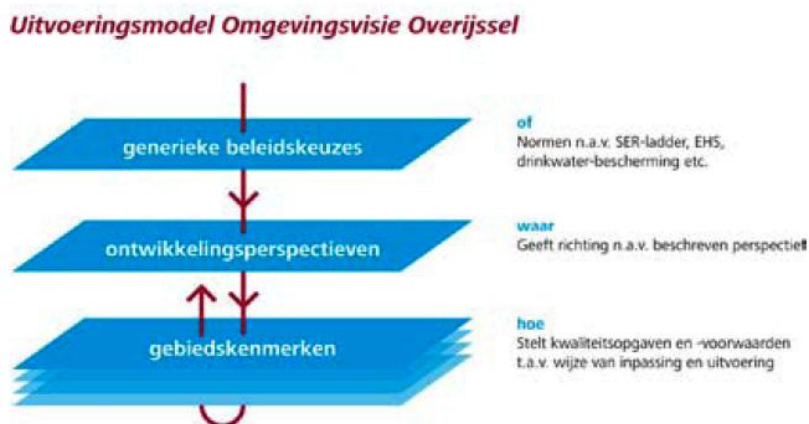 Uitvoeringsmodel Omgevingsvisie Overijssel
generieke beleidskeuzes
of
Normen n.a.v. SER-ladder, EHS,
drinkwater-bescherming etc.
ontwikkelingsperspectieven
waar
Geeft richting n.a.v. beschreven perspectief
gebiedskenmerken
hoe
Stelt kwaliteitsopgaven en -voorwaarden
t.a.v. wijze van inpassing en uitvoering